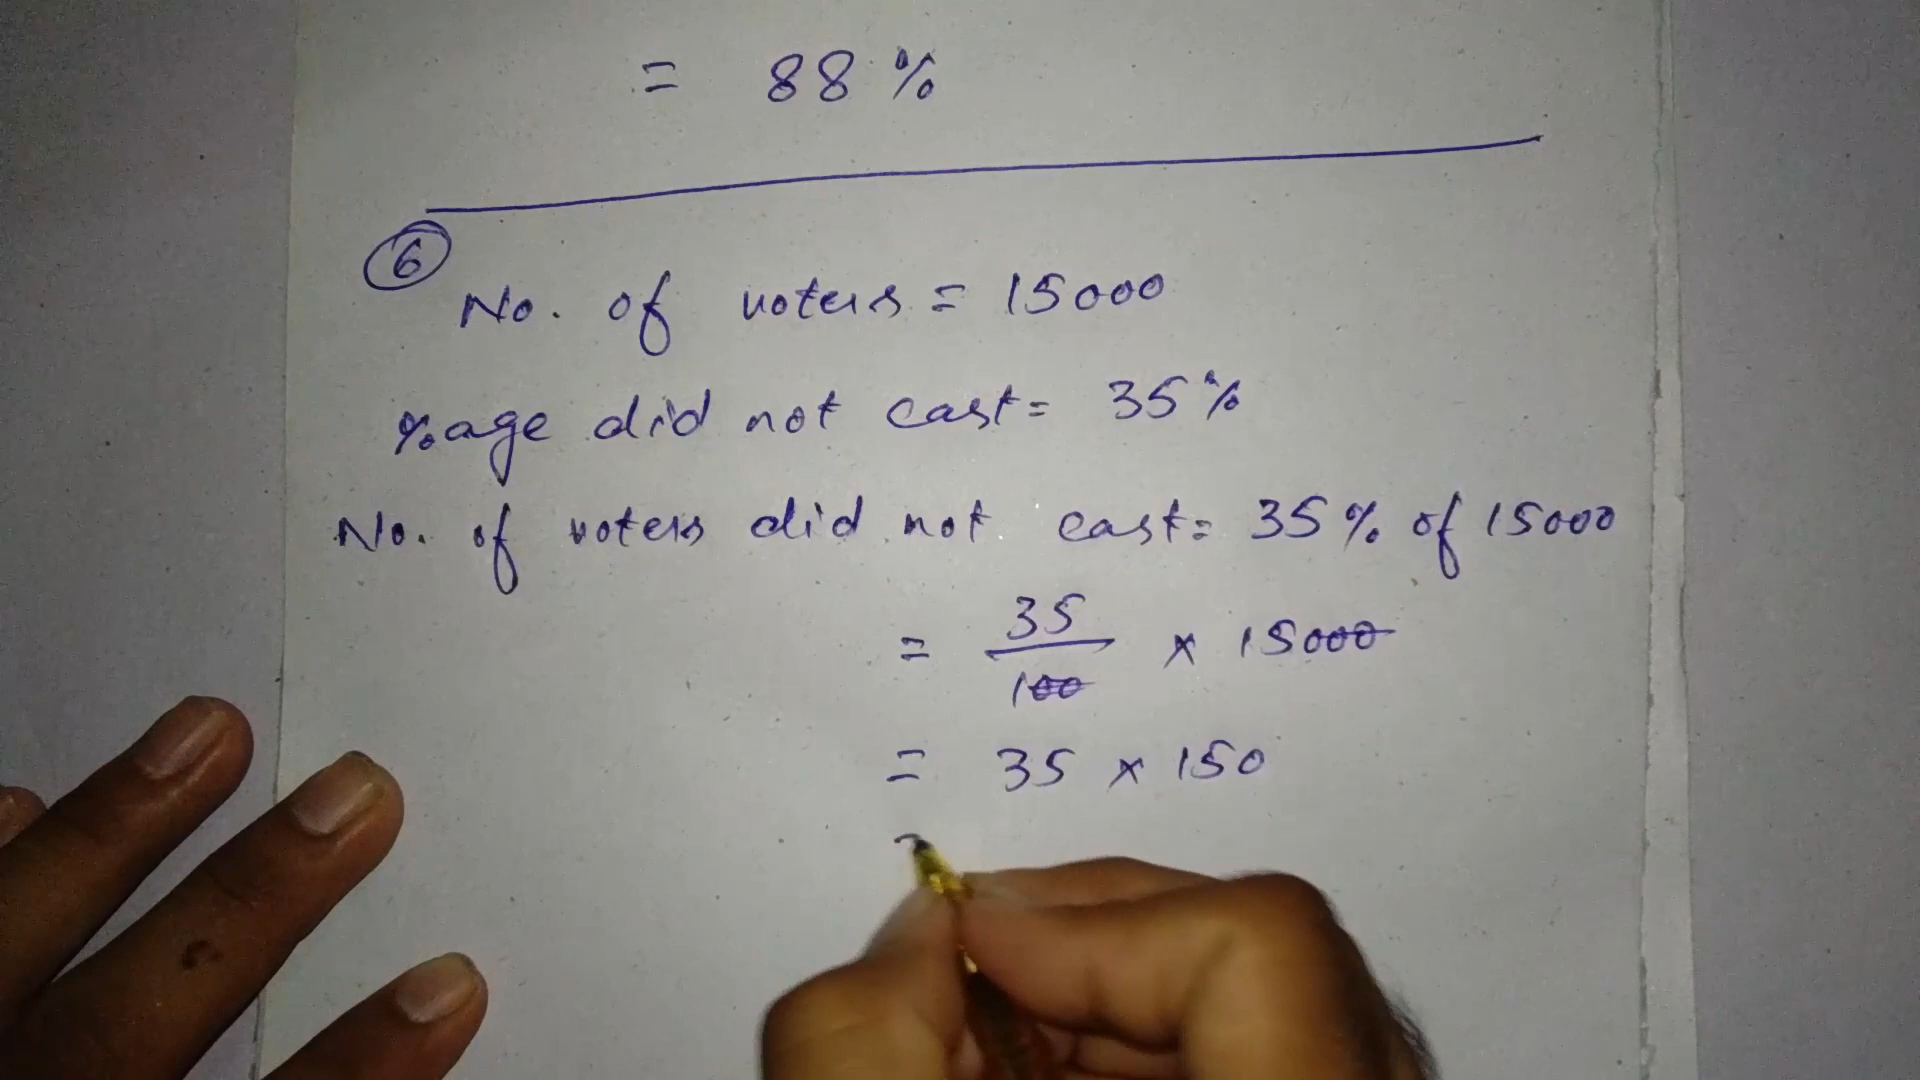 = 88 %
6
No. of voters = 15000
%age did not cast = 35%
No. of voters did not cast = 35% of 15000
= 35/100 × 15000
= 35 × 150